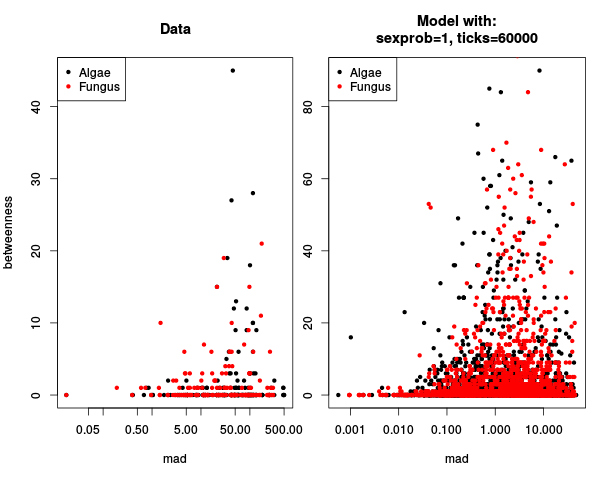 Data
Model with:
sexprob=1, ticks=60000
Algae
Fungus
Algae
Fungus
betweenness
40
30
20
10
0
80
60
40
20
0
0.05 0.50 5.00 50.00 500.00
0.001 0.010 0.100 1.000 10.000
mad
mad